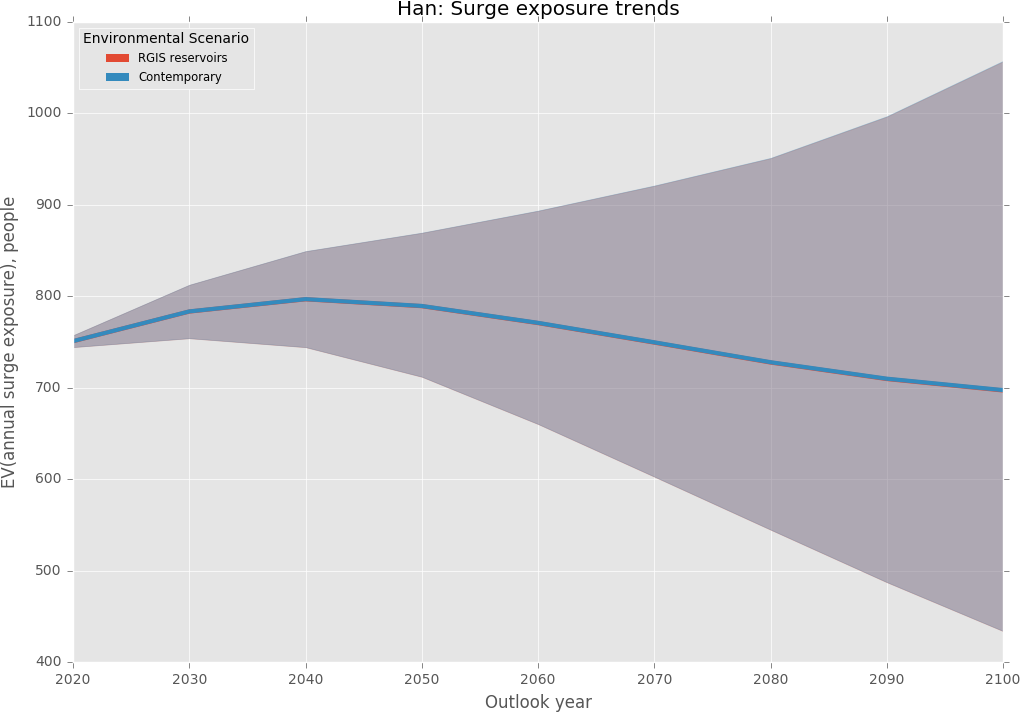 Han: Surge exposure trends
Environmental Scenario
RGIS reservoirs
Contemporary
EV(annual surge exposure), people
1100
1000
900
800
700
600
500
400
2020 2030 2040 2050 2060 2070 2080 2090 2100
Outlook year